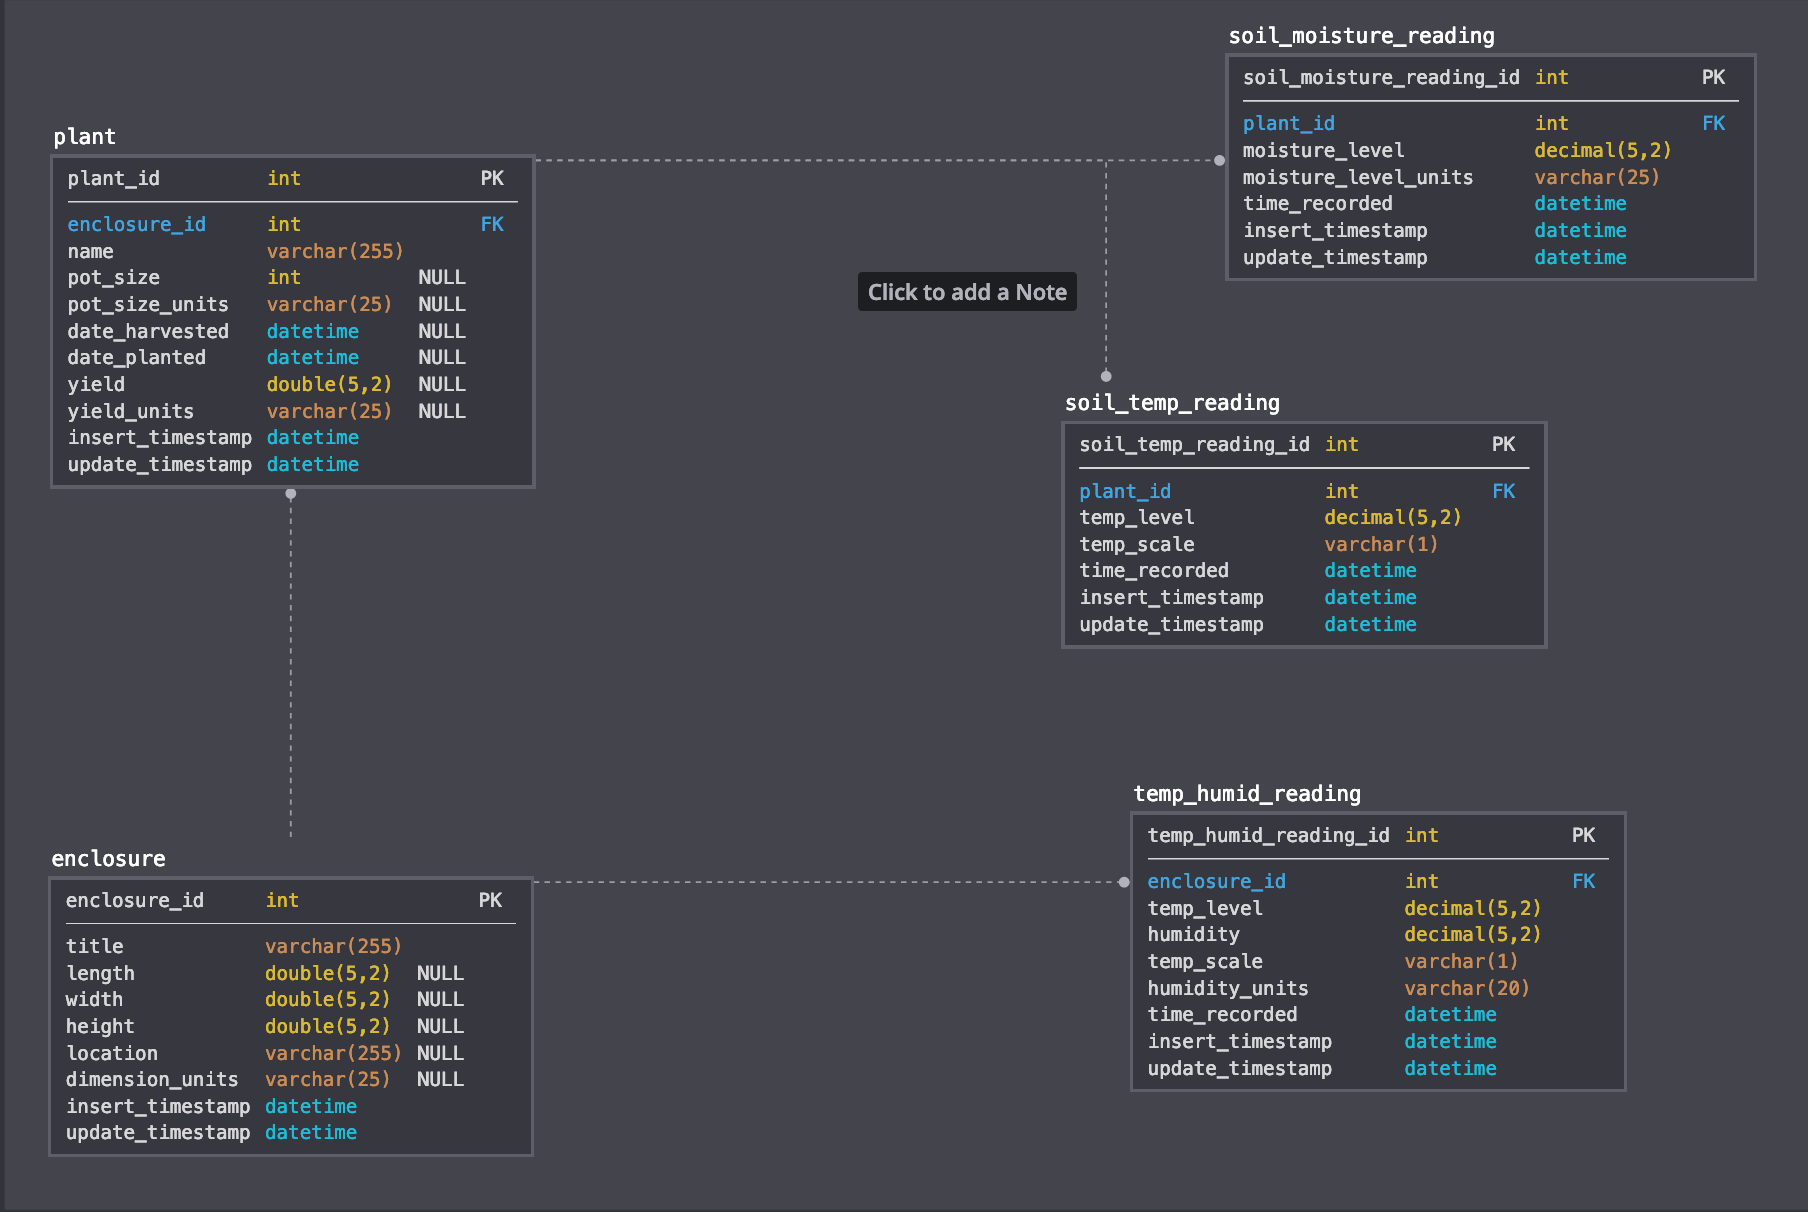 soil_moisture_reading
soil_moisture_reading_id int PK
plant_id int FK
moisture_level decimal(5,2)
moisture_level_units varchar(25)
time_recorded datetime
insert_timestamp datetime
update_timestamp datetime
plant
plant_id int PK
enclosure_id int FK
name varchar(255)
pot_size int NULL
pot_size_units varchar(25) NULL
date_harvested datetime NULL
date_planted datetime NULL
yield double(5,2) NULL
yield_units varchar(25) NULL
insert_timestamp datetime
update_timestamp datetime
Click to add a Note
soil_temp_reading
soil_temp_reading_id int PK
plant_id int FK
temp_level decimal(5,2)
temp_scale varchar(1)
time_recorded datetime
insert_timestamp datetime
update_timestamp datetime
temp_humid_reading
temp_humid_reading_id int PK
enclosure_id int FK
temp_level decimal(5,2)
humidity decimal(5,2)
temp_scale varchar(1)
humidity_units varchar(20)
time_recorded datetime
insert_timestamp datetime
update_timestamp datetime
enclosure
enclosure_id int PK
title varchar(255)
length double(5,2) NULL
width double(5,2) NULL
height double(5,2) NULL
location varchar(255) NULL
dimension_units varchar(25) NULL
insert_timestamp datetime
update_timestamp datetime